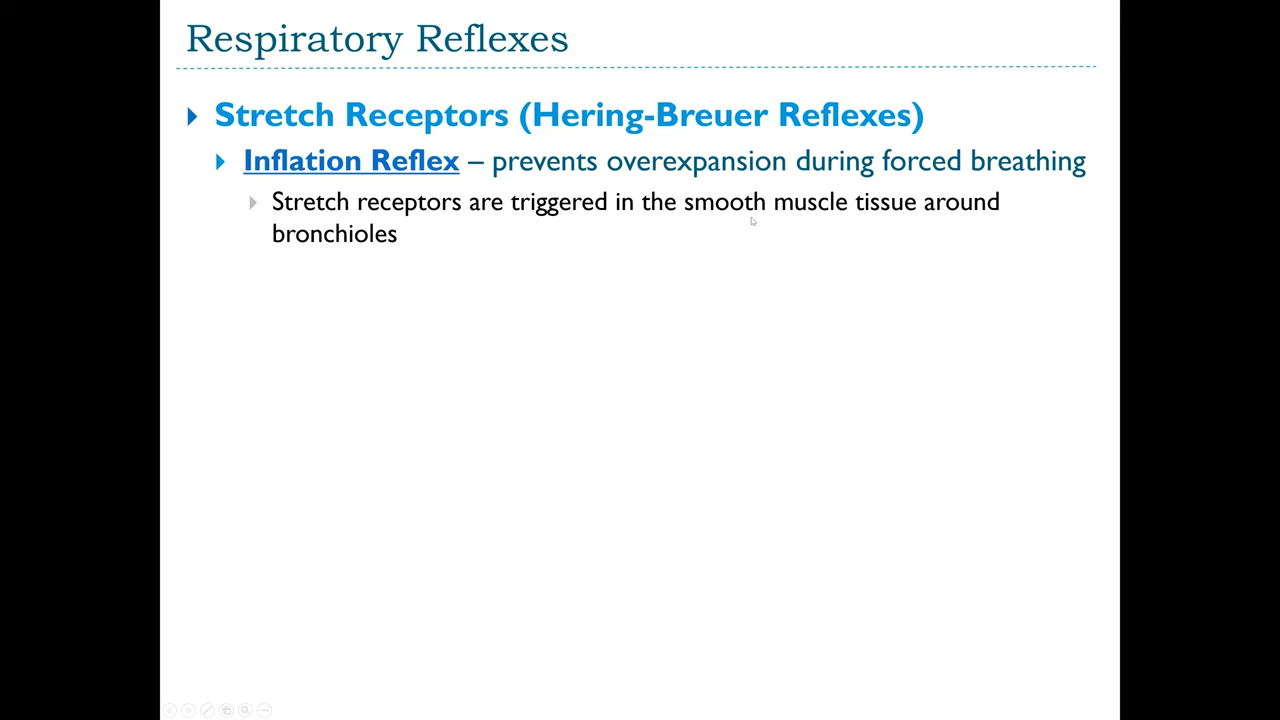 Respiratory Reflexes
Stretch Receptors (Hering-Breuer Reflexes)
Inflation Reflex – prevents overexpansion during forced breathing
Stretch receptors are triggered in the smooth muscle tissue around
bronchioles